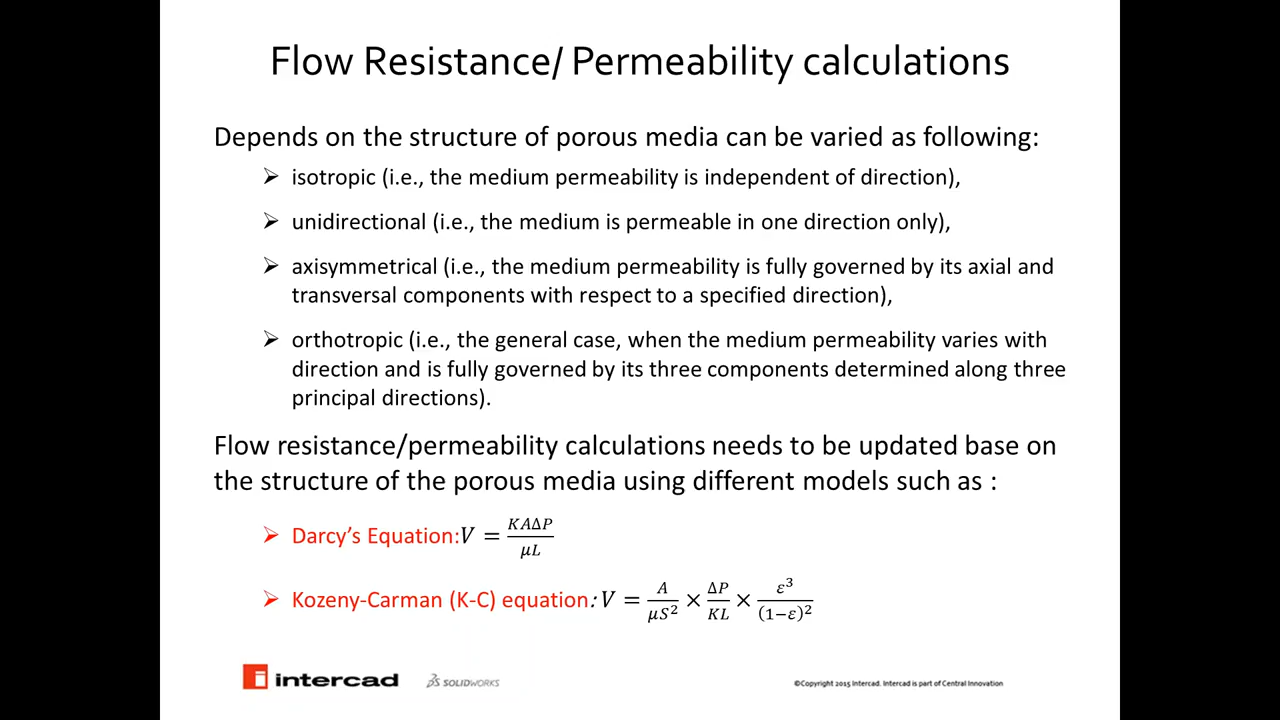 Flow Resistance/ Permeability calculations
Depends on the structure of porous media can be varied as following:
➢ isotropic (i.e., the medium permeability is independent of direction),
➢ unidirectional (i.e., the medium is permeable in one direction only),
➢ axisymmetrical (i.e., the medium permeability is fully governed by its axial and
transversal components with respect to a specified direction),
➢ orthotropic (i.e., the general case, when the medium permeability varies with
direction and is fully governed by its three components determined along three
principal directions).
Flow resistance/permeability calculations needs to be updated base on
the structure of the porous media using different models such as :
➢ Darcy's Equation: V = KAΔP / μL
➢ Kozeny-Carman (K-C) equation: V = A / μS² × ΔP / KL × ε³ / (1−ε)²
intercad SOLIDWORKS ©Copyright 2015 Intercad. Intercad is part of Central Innovation